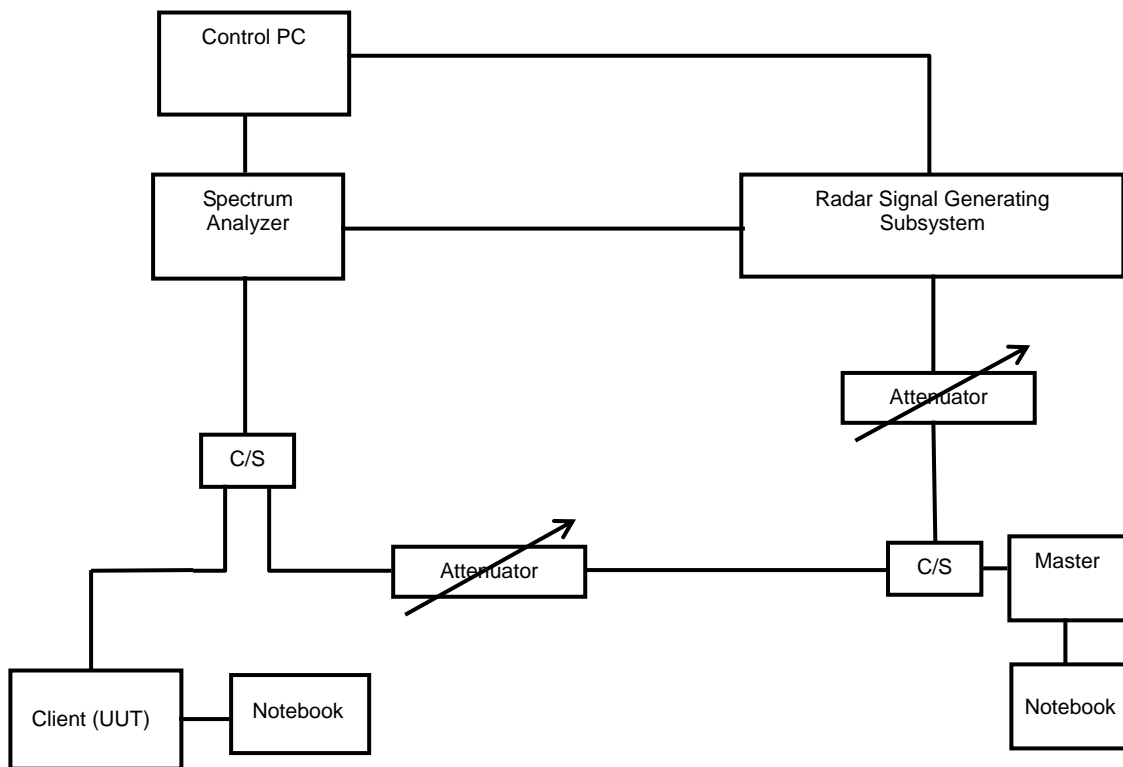 Control PC
Spectrum
Analyzer
Radar Signal Generating
Subsystem
Attenuator
C/S
Attenuator
C/S
Master
Client (UUT)
Notebook
Notebook